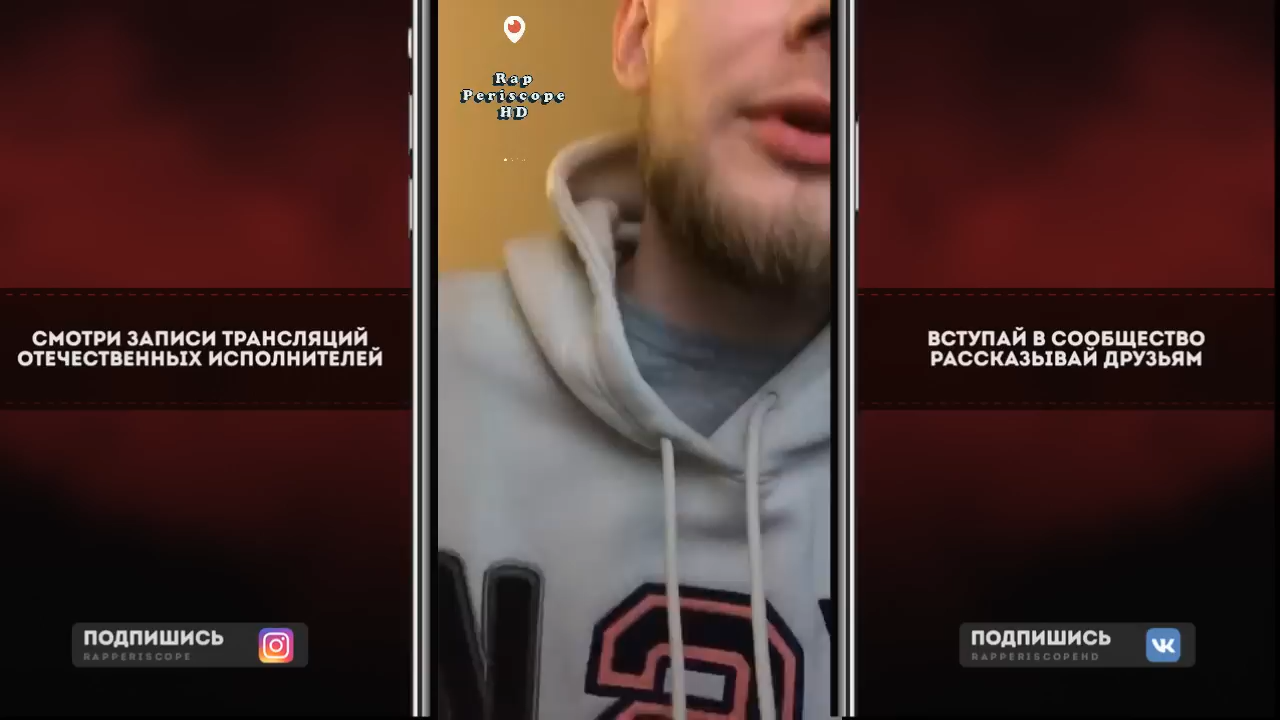 Rap
Periscope
HD
СМОТРИ ЗАПИСИ ТРАНСЛЯЦИЙ
ОТЕЧЕСТВЕННЫХ ИСПОЛНИТЕЛЕЙ
ВСТУПАЙ В СООБЩЕСТВО
РАССКАЗЫВАЙ ДРУЗЬЯМ
ПОДПИШИСЬ
RAPPERISCOPE
ПОДПИШИСЬ
RAPPERISCOPEHD